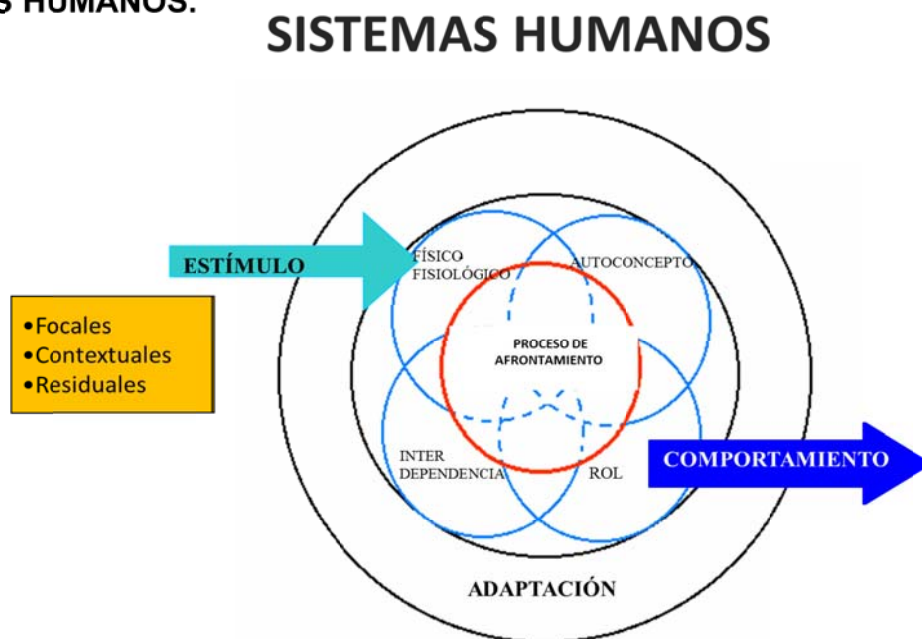 S HUMANOS.
SISTEMAS HUMANOS
ESTÍMULO
FÍSICO
FISIOLÓGICO
AUTOCONCEPTO
•Focales
•Contextuales
•Residuales
PROCESO DE
AFRONTAMIENTO
INTER
DEPENDENCIA
ROL
COMPORTAMIENTO
ADAPTACIÓN